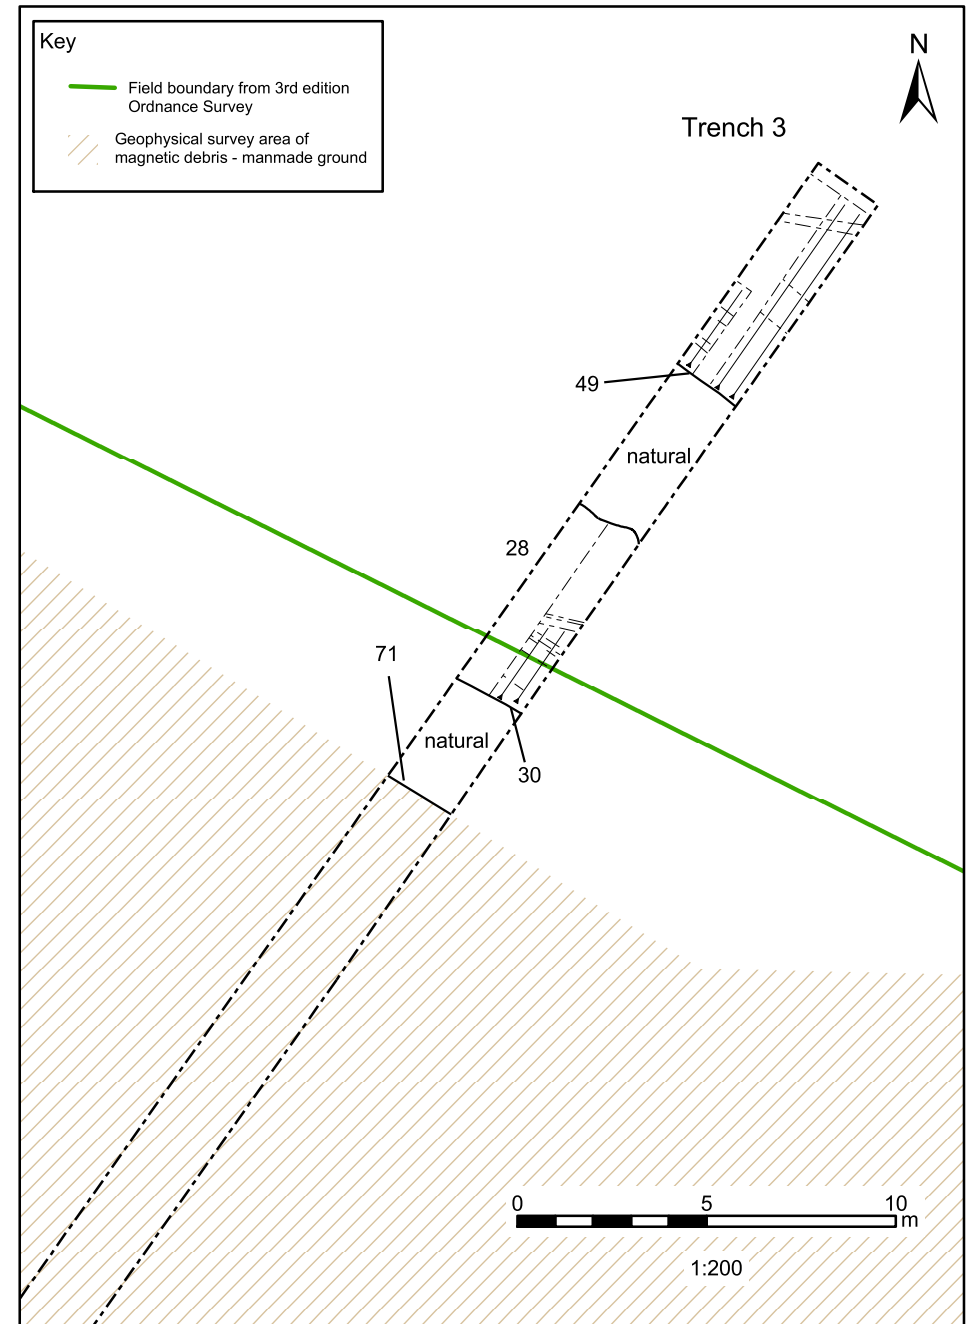 Key
Field boundary from 3rd edition
Ordnance Survey
Geophysical survey area of
magnetic debris - manmade ground
N
Trench 3
49
natural
28
71
natural
30
0 5 10
m
1:200